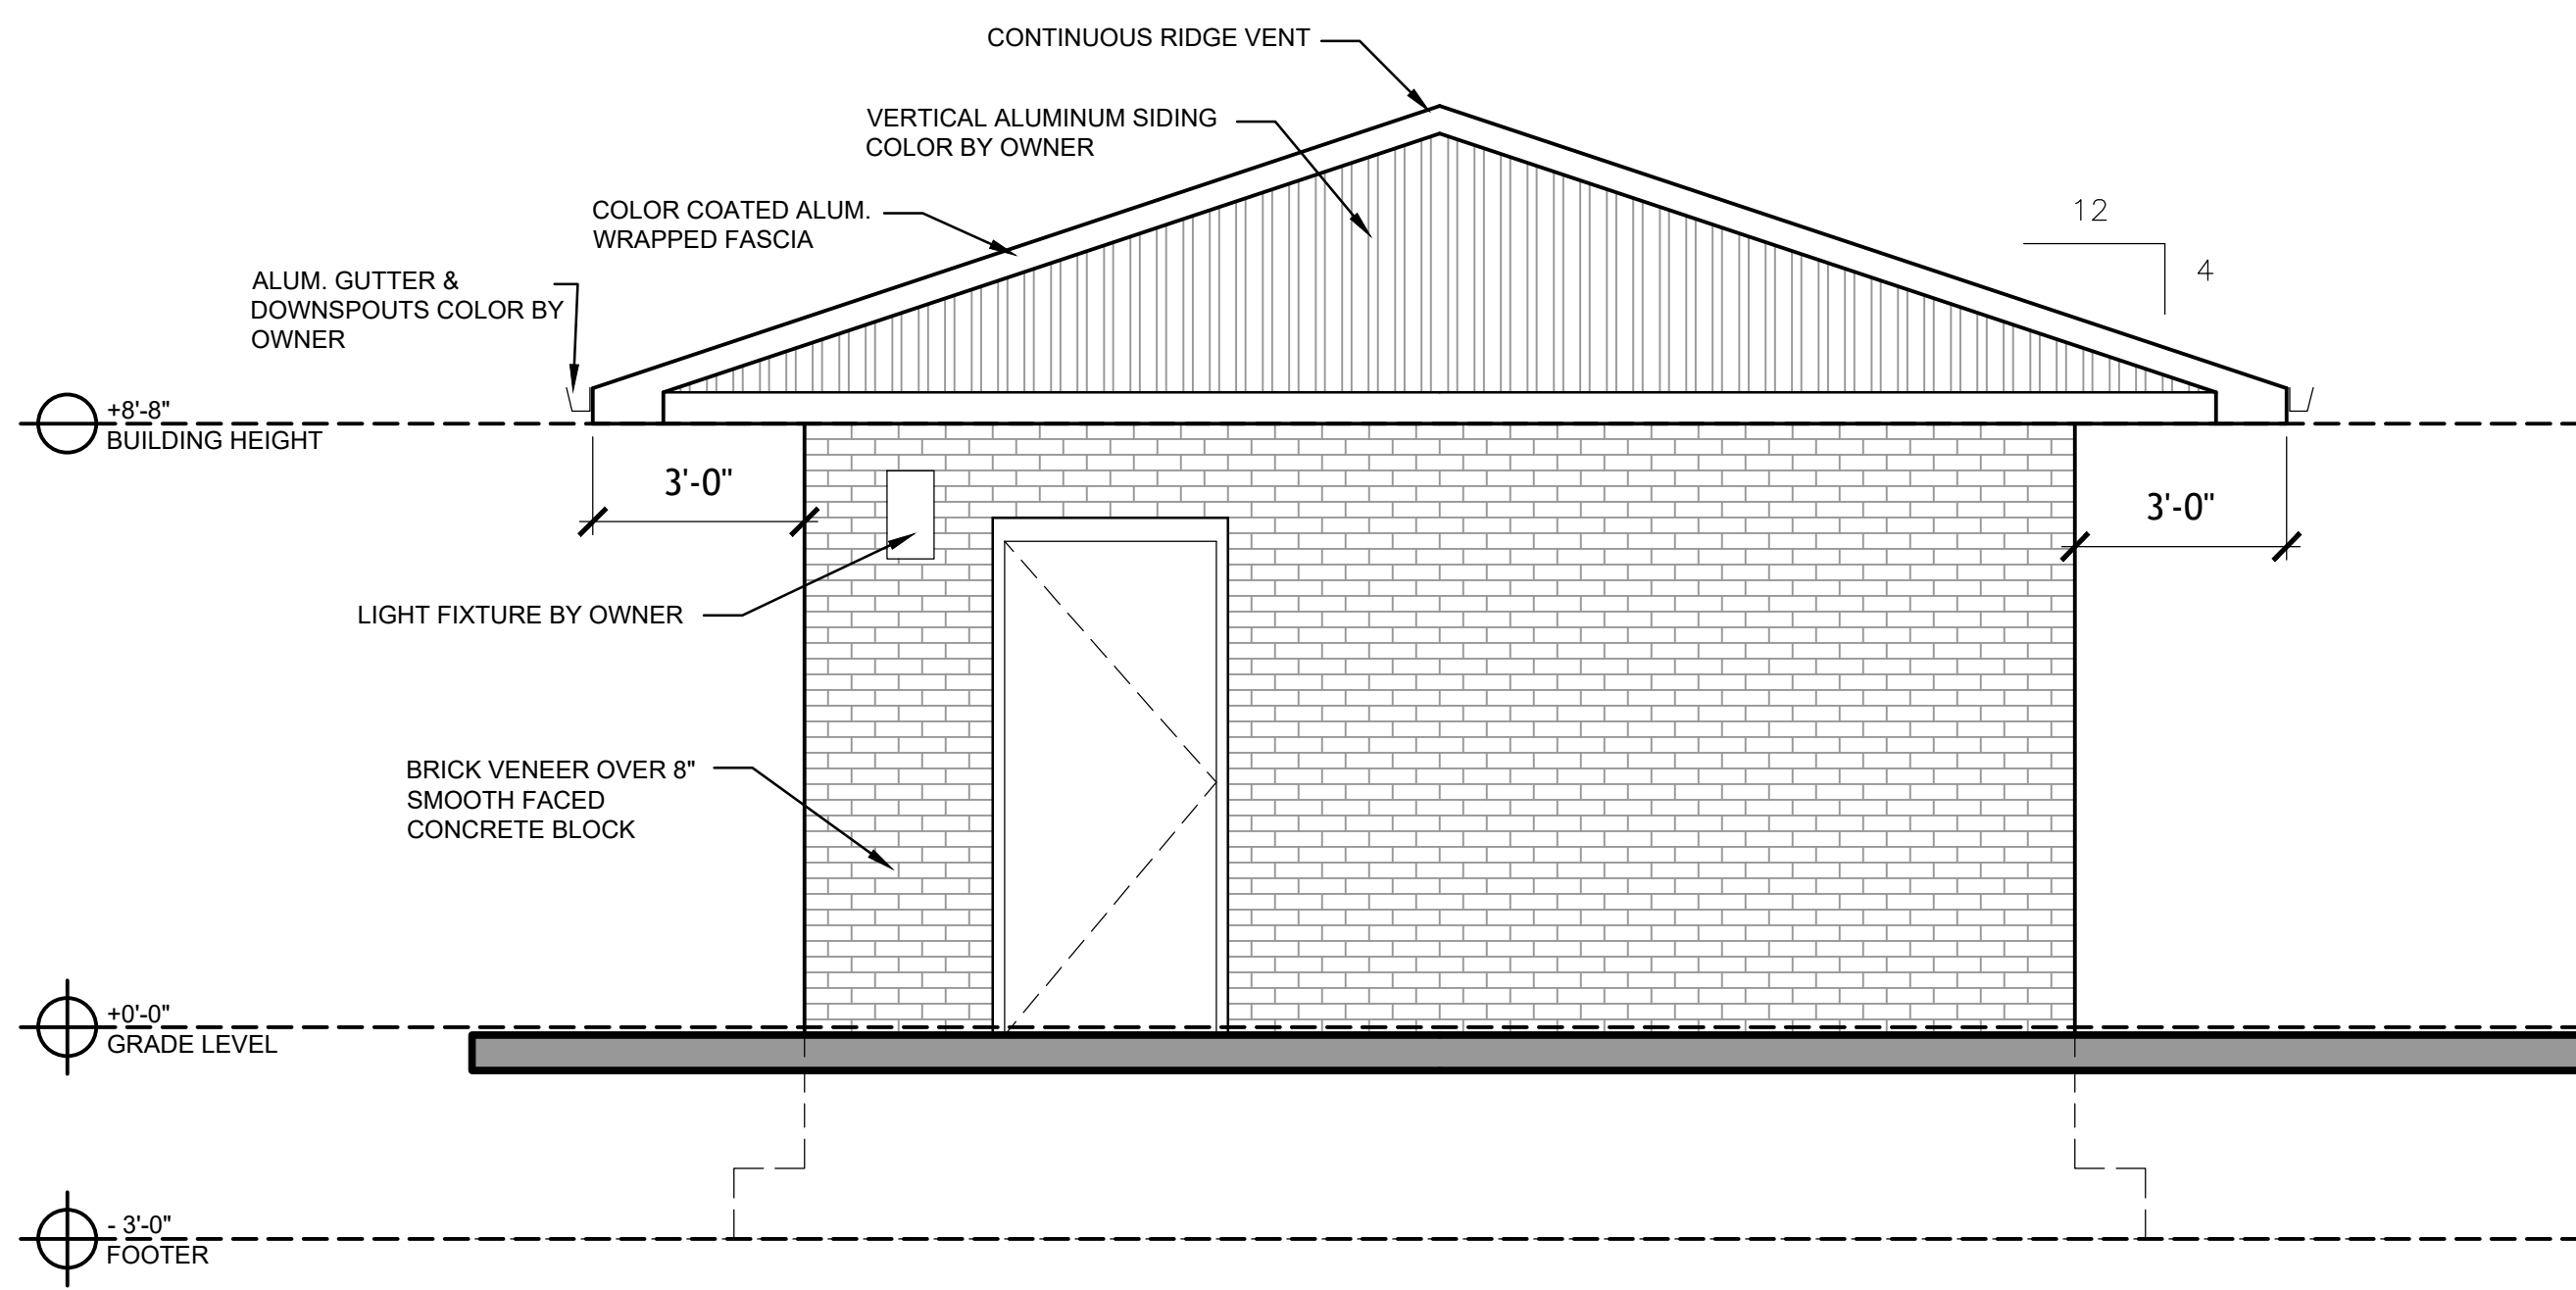 CONTINUOUS RIDGE VENT
VERTICAL ALUMINUM SIDING
COLOR BY OWNER
COLOR COATED ALUM.
WRAPPED FASCIA
12
4
ALUM. GUTTER &
DOWNSPOUTS COLOR BY
OWNER
+8'-8"
BUILDING HEIGHT
3'-0"
3'-0"
LIGHT FIXTURE BY OWNER
BRICK VENEER OVER 8"
SMOOTH FACED
CONCRETE BLOCK
+0'-0"
GRADE LEVEL
- 3'-0"
FOOTER